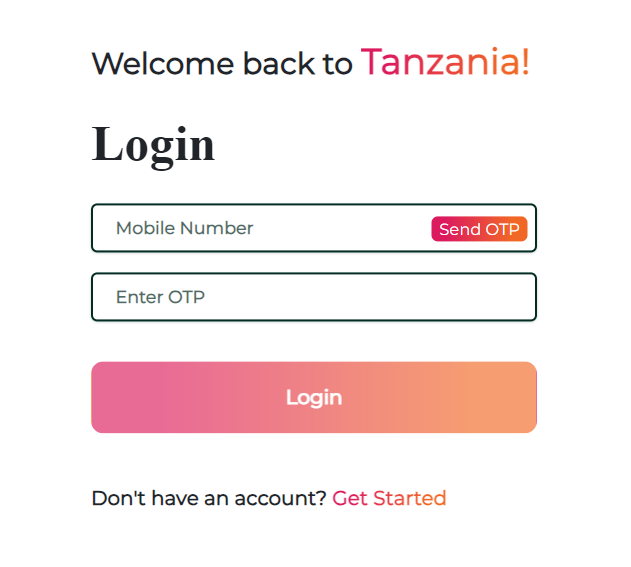 Welcome back to Tanzania!
Login
Mobile Number Send OTP
Enter OTP
Login
Don't have an account? Get Started